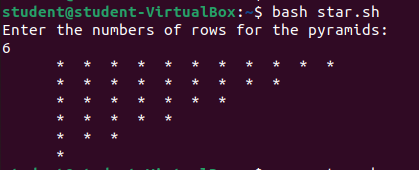 student@student-VirtualBox:~$ bash star.sh
Enter the numbers of rows for the pyramids:
6
* * * * * * * * * * *
* * * * * * * * *
* * * * * * *
* * * * *
* * *
*